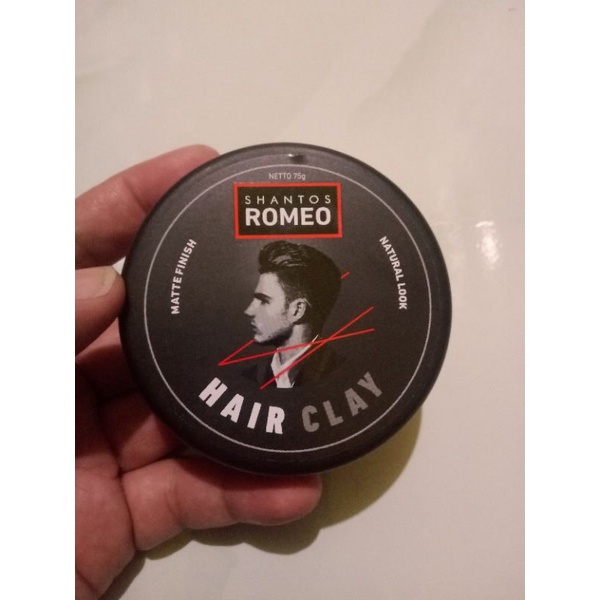 NETTO 75g
SHANTOS
ROMEO
MATTE FINISH
NATURAL LOOK
HAIR CLAY